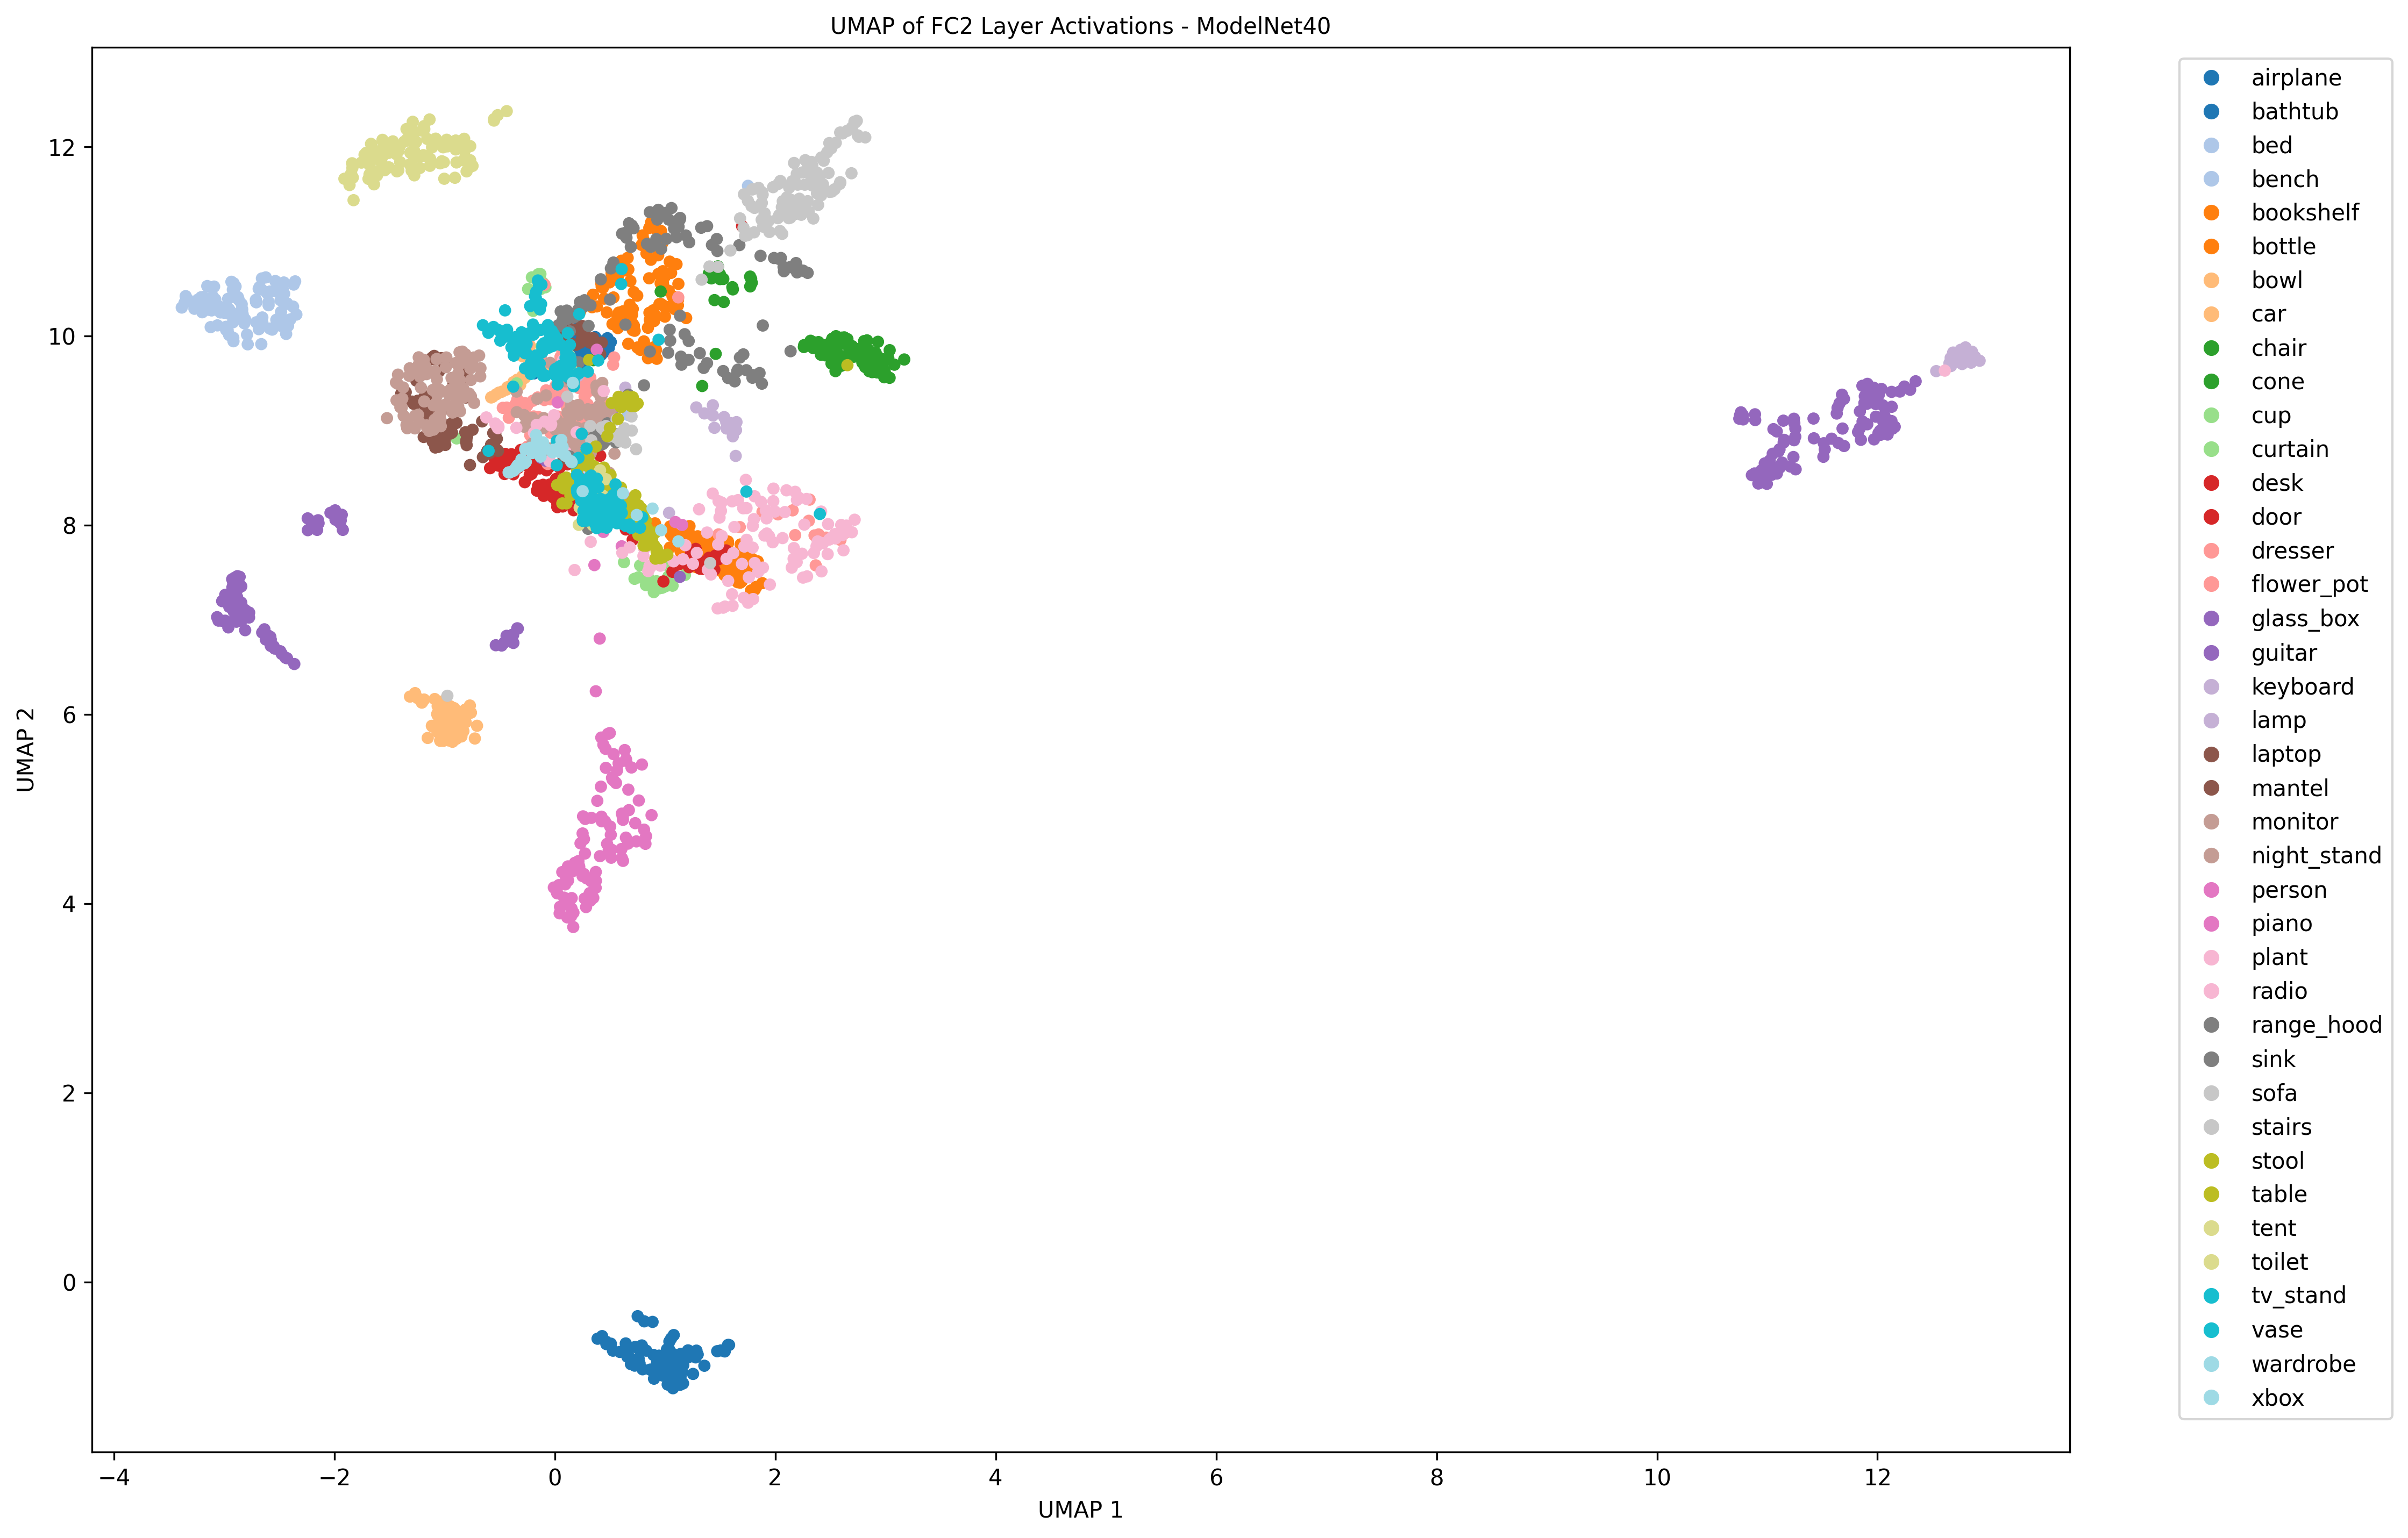 UMAP of FC2 Layer Activations - ModelNet40
UMAP 2
12
10
8
6
4
2
0
−4
−2
0
2
4
6
8
10
12
UMAP 1
airplane
bathtub
bed
bench
bookshelf
bottle
bowl
car
chair
cone
cup
curtain
desk
door
dresser
flower_pot
glass_box
guitar
keyboard
lamp
laptop
mantel
monitor
night_stand
person
piano
plant
radio
range_hood
sink
sofa
stairs
stool
table
tent
toilet
tv_stand
vase
wardrobe
xbox